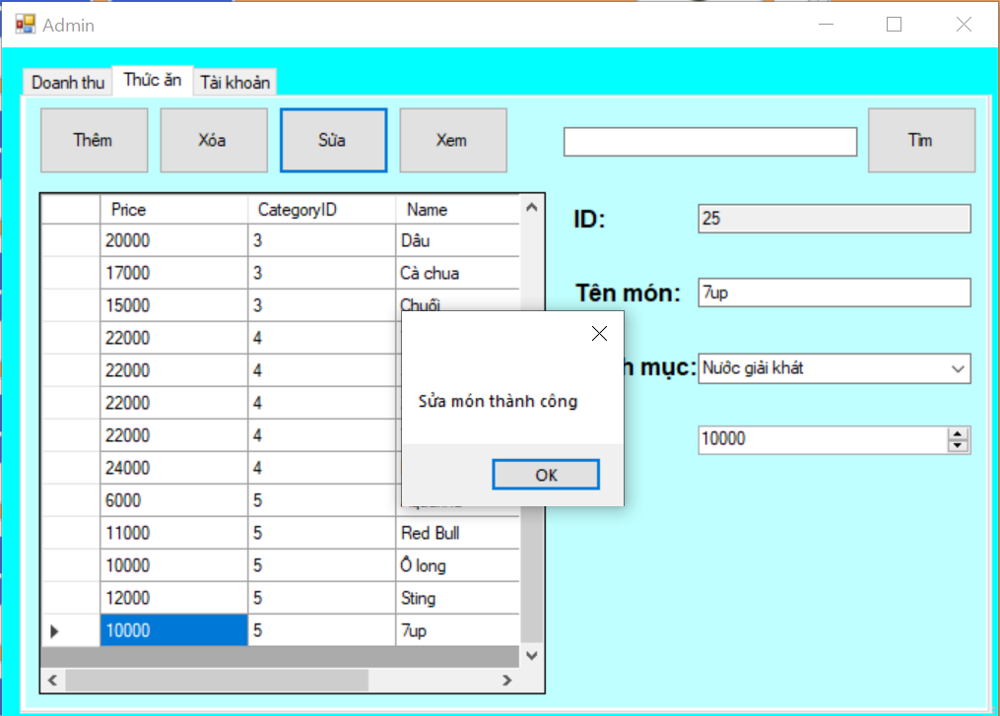 Admin
Doanh thu Thức ăn Tài khoản
Thêm Xóa Sửa Xem Tìm
Price CategoryID Name
20000 3 Dâu
17000 3 Cà chua
15000 3 Chuối
22000 4
22000 4
22000 4
22000 4
24000 4
6000 5
11000 5 Red Bull
10000 5 Ô long
12000 5 Sting
10000 5 7up
ID: 25
Tên món: 7up
mục: Nước giải khát
10000
Sửa món thành công
OK